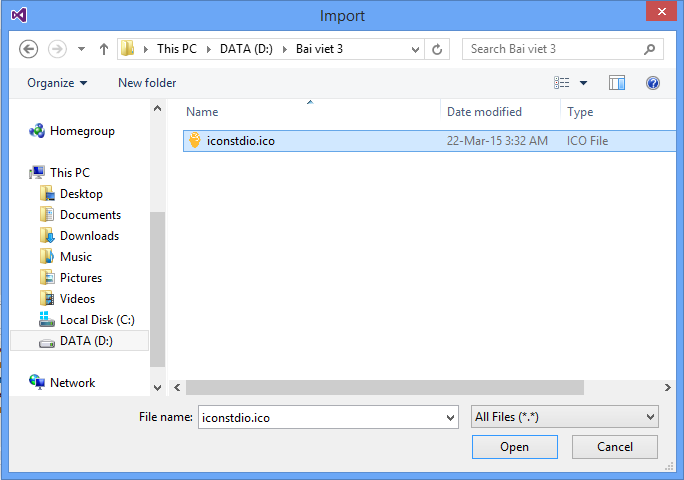 Import
This PC DATA (D:) Bai viet 3
Search Bai viet 3
Organize New folder
Name Date modified Type
iconstdio.ico 22-Mar-15 3:32 AM ICO File
Homegroup
This PC
Desktop
Documents
Downloads
Music
Pictures
Videos
Local Disk (C:)
DATA (D:)
Network
File name: iconstdio.ico All Files (*.*)
Open Cancel